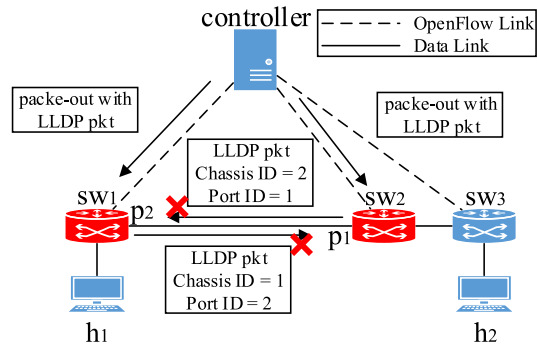 controller
OpenFlow Link
Data Link
packe-out with
LLDP pkt
packe-out with
LLDP pkt
LLDP pkt
Chassis ID = 2
Port ID = 1
SW1
p2
SW2
p1
SW3
LLDP pkt
Chassis ID = 1
Port ID = 2
h1
h2